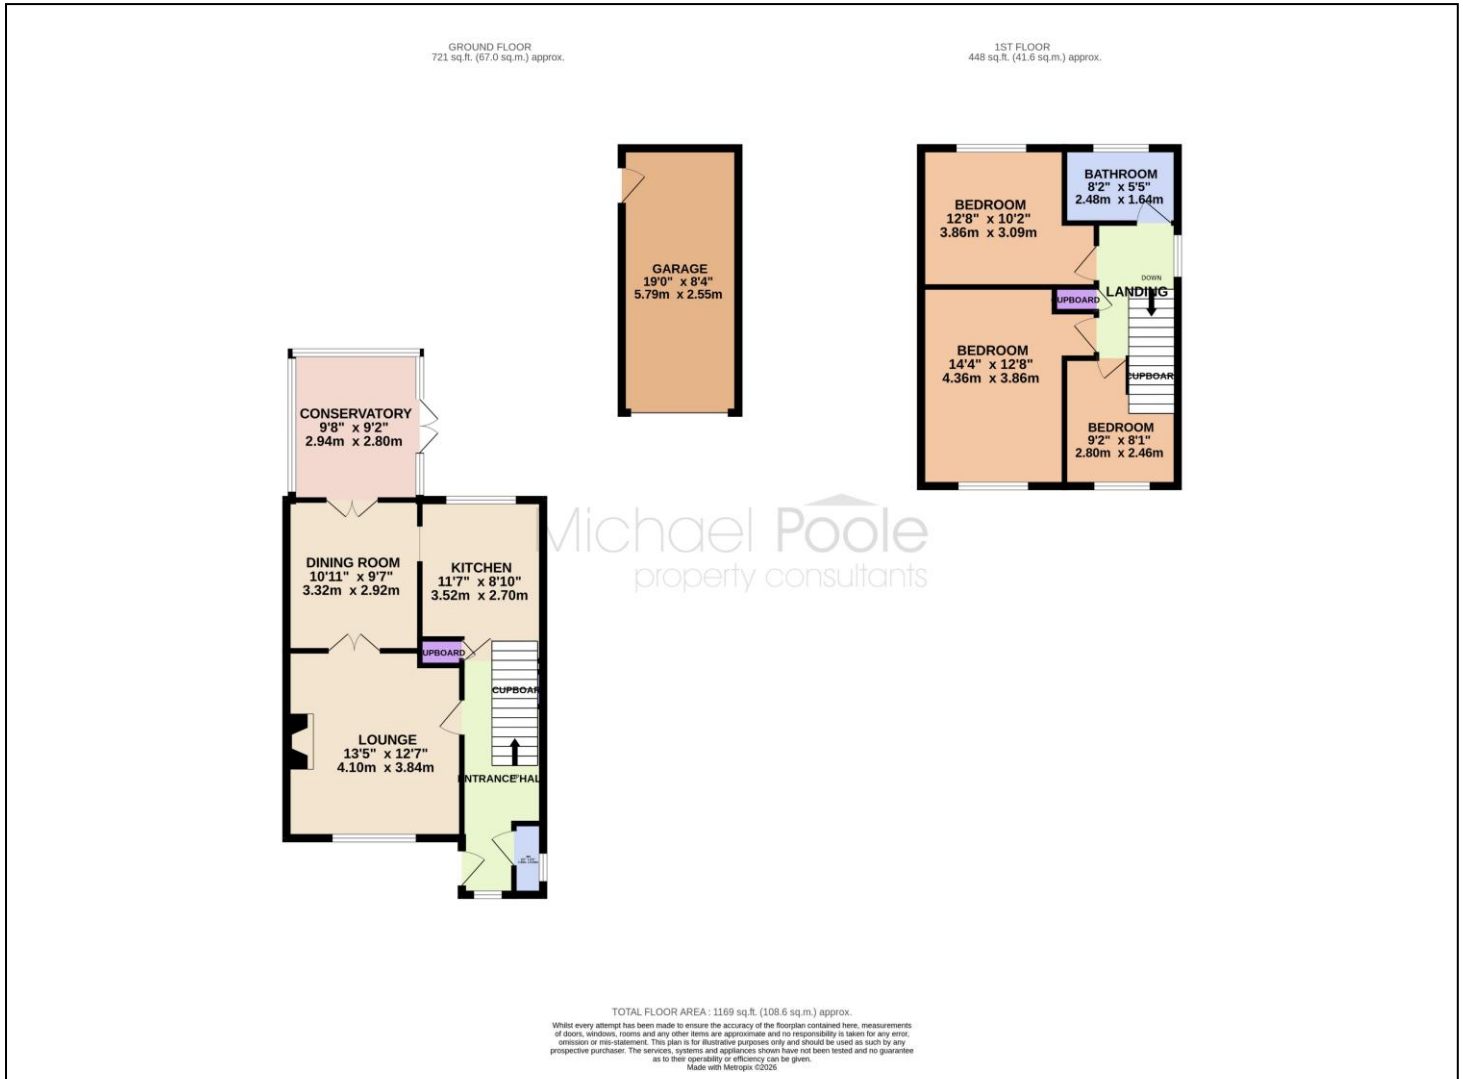 GROUND FLOOR
721 sq.ft. (67.0 sq.m.) approx.
1ST FLOOR
448 sq.ft. (41.6 sq.m.) approx.
GARAGE
19'0" x 8'4"
5.79m x 2.55m
BEDROOM
12'8" x 10'2"
3.86m x 3.09m
BATHROOM
8'2" x 5'5"
2.48m x 1.64m
DOWN
LANDING
UPBOARD
BEDROOM
14'4" x 12'8"
4.36m x 3.86m
UPBOAR
BEDROOM
9'2" x 8'1"
2.80m x 2.46m
CONSERVATORY
9'8" x 9'2"
2.94m x 2.80m
DINING ROOM
10'11" x 9'7"
3.32m x 2.92m
KITCHEN
11'7" x 8'10"
3.52m x 2.70m
UPBOARD
CUPBOAR
LOUNGE
13'5" x 12'7"
4.10m x 3.84m
ENTRANCE HAL
Michael Poole
property consultants
TOTAL FLOOR AREA : 1169 sq.ft. (108.6 sq.m.) approx.
Whilst every attempt has been made to ensure the accuracy of the floorplan contained here, measurements
of doors, windows, rooms and any other items are approximate and no responsibility is taken for any error,
omission or mis-statement. This plan is for illustrative purposes only and should be used as such by any
prospective purchaser. The services, systems and appliances shown have not been tested and no guarantee
as to their operability or efficiency can be given.
Made with Metropix ©2026